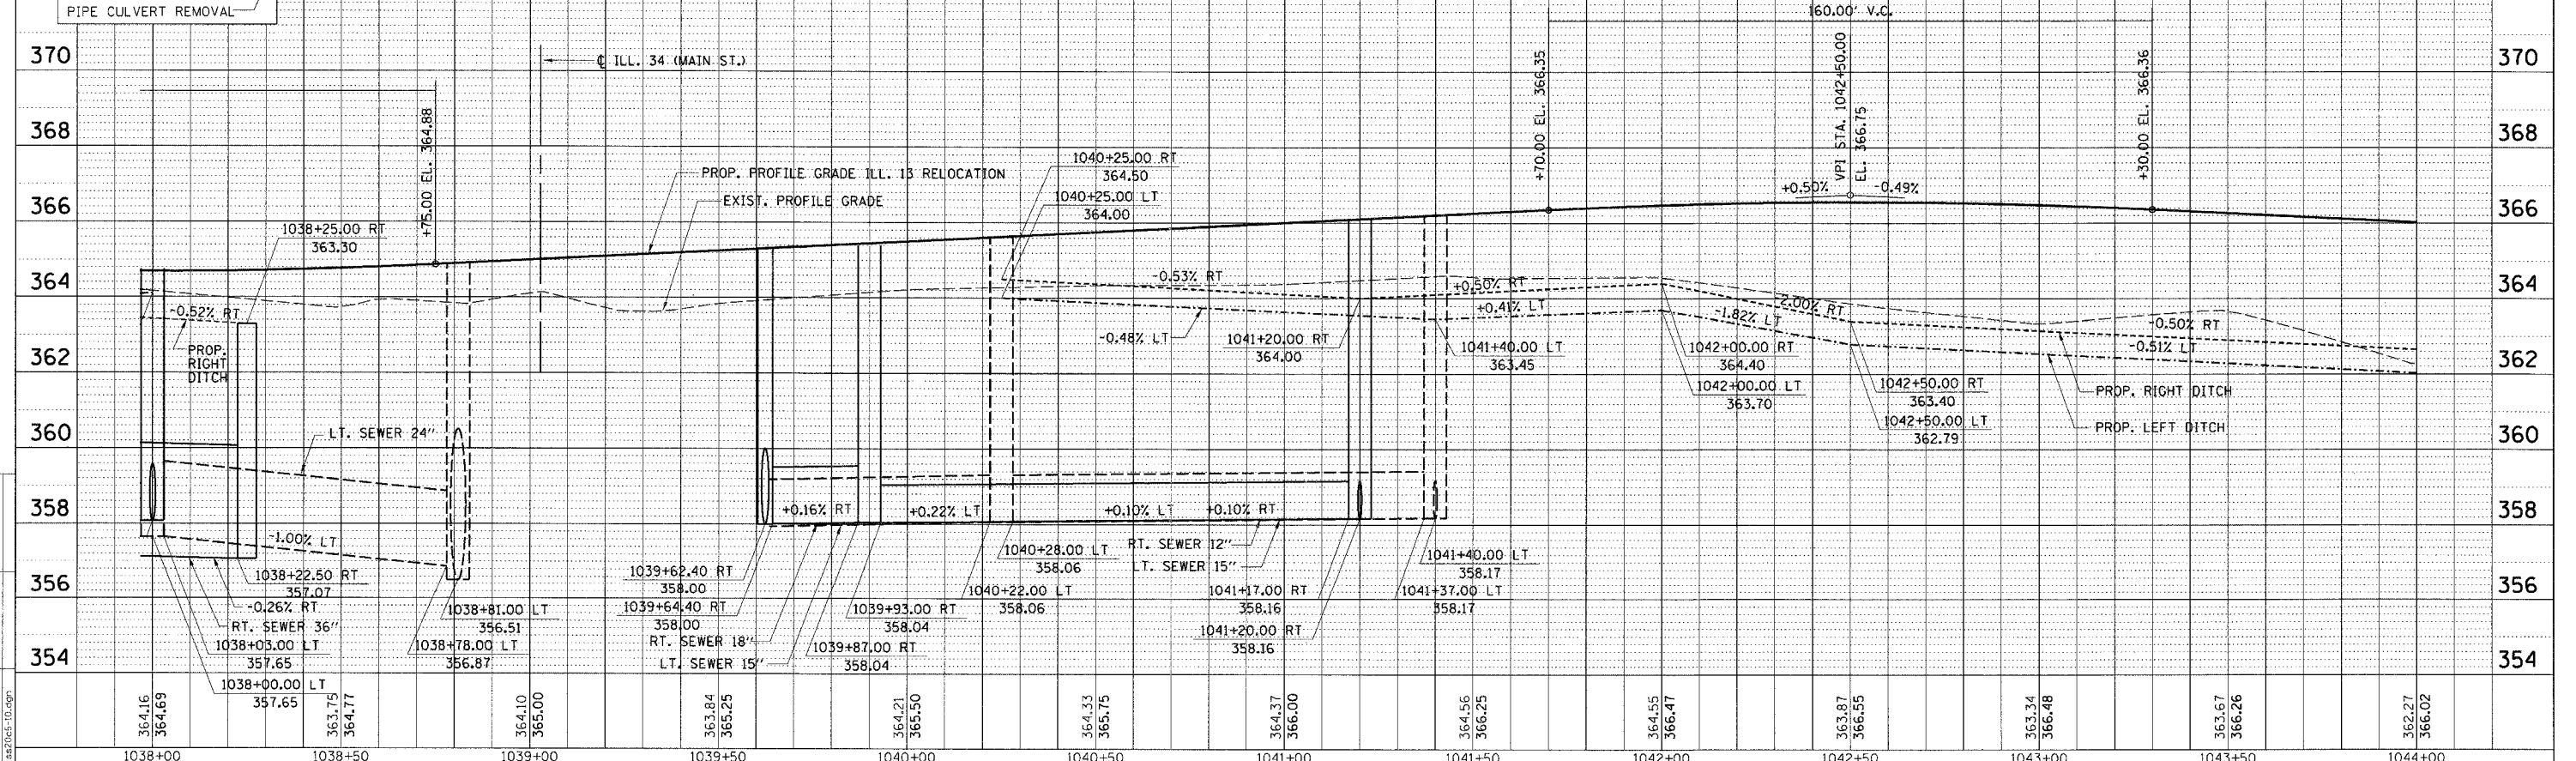 PIPE CULVERT REMOVAL
160.00' V.C.
370
370
℄ ILL. 34 (MAIN ST.)
+75.00 EL. 364.88
+70.00 EL. 366.35
VPI STA. 1042+50.00
EL. 366.75
+30.00 EL. 366.36
368
368
1040+25.00 RT
364.50
PROP. PROFILE GRADE ILL. 13 RELOCATION
+0.50%
-0.49%
1040+25.00 LT
364.00
EXIST. PROFILE GRADE
366
366
1038+25.00 RT
363.30
364
364
-0.53% RT
+0.50% RT
-0.52% RT
+0.41% LT
-2.00% RT
-1.82% LT
-0.50% RT
-0.48% LT
1041+20.00 RT
364.00
1041+40.00 LT
363.45
1042+00.00 RT
364.40
-0.51% LT
PROP.
RIGHT
DITCH
362
362
1042+00.00 LT
363.70
1042+50.00 RT
363.40
PROP. RIGHT DITCH
1042+50.00 LT
362.79
PROP. LEFT DITCH
360
360
LT. SEWER 24"
358
358
+0.16% RT
+0.22% LT
+0.10% LT
+0.10% RT
-1.00% LT
RT. SEWER 12"
1040+28.00 LT
358.06
LT. SEWER 15"
1041+40.00 LT
358.17
1038+22.50 RT
357.07
1039+62.40 RT
358.00
356
356
1040+22.00 LT
358.06
1041+17.00 RT
358.16
1041+37.00 LT
358.17
-0.26% RT
1038+81.00 LT
356.51
1039+64.40 RT
358.00
1039+93.00 RT
358.04
RT. SEWER 36"
1041+20.00 RT
358.16
1038+03.00 LT
357.65
1038+78.00 LT
356.87
RT. SEWER 18"
1039+87.00 RT
358.04
LT. SEWER 15"
354
354
1038+00.00 LT
357.65
364.16
364.69
363.75
364.77
364.10
365.00
363.84
365.25
364.21
365.50
364.33
365.75
364.37
366.00
364.56
366.25
364.55
366.47
363.87
366.55
363.34
366.48
363.67
366.26
362.27
366.02
ss20c5-10.dgn
1038+00
1038+50
1039+00
1039+50
1040+00
1040+50
1041+00
1041+50
1042+00
1042+50
1043+00
1043+50
1044+00